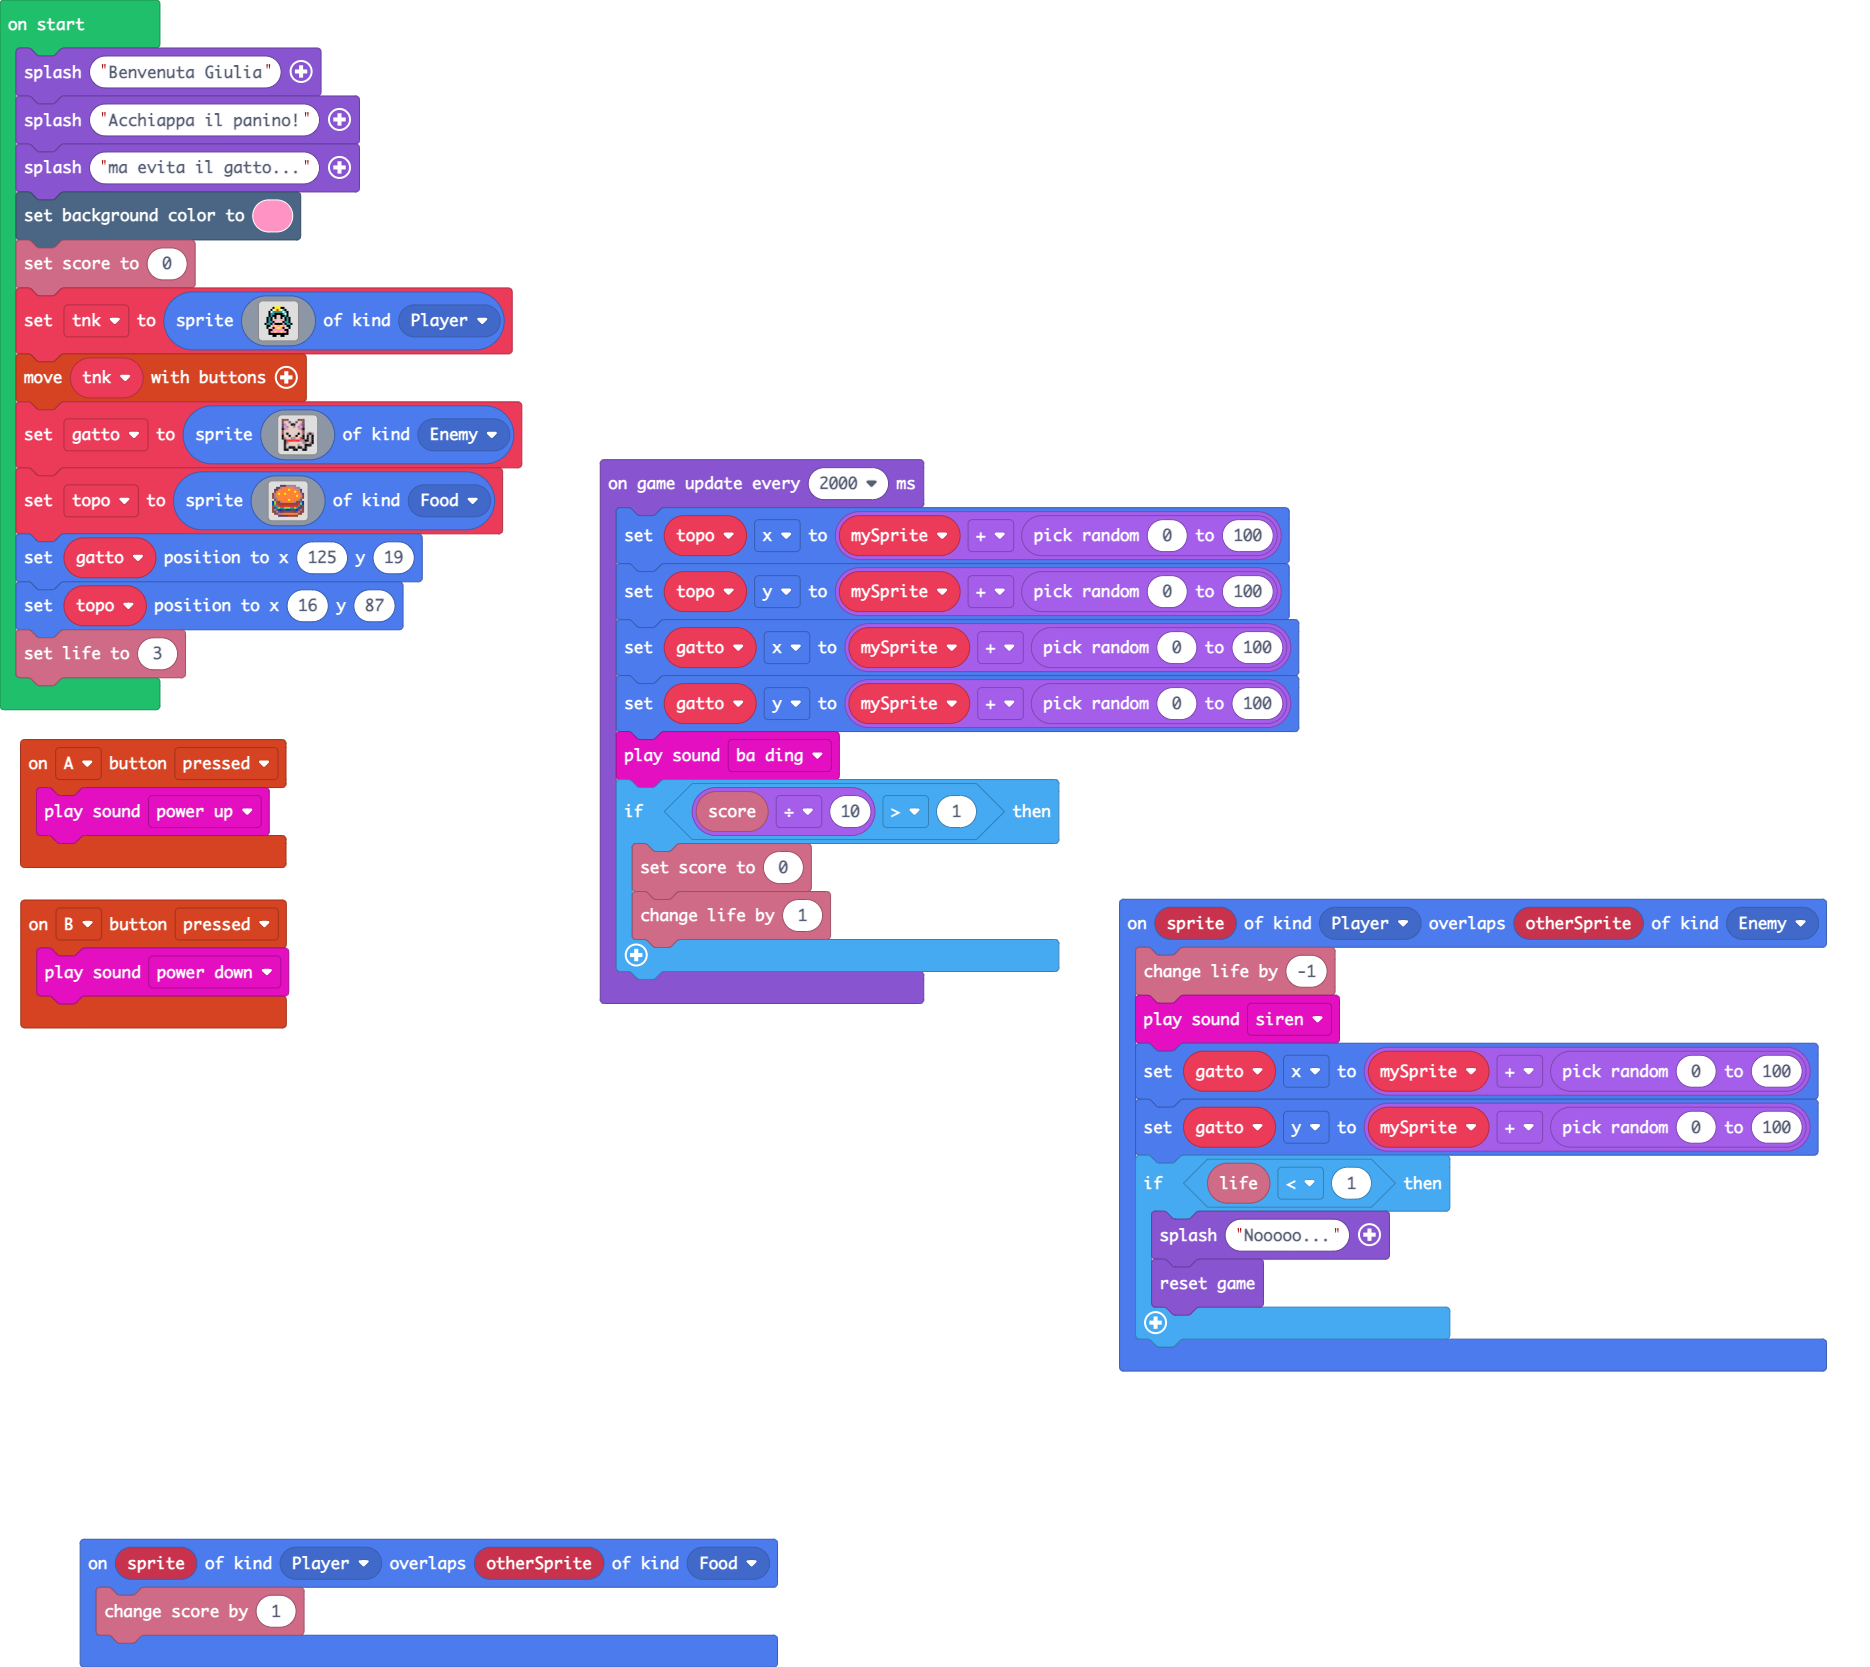 on start
splash "Benvenuta Giulia"
splash "Acchiappa il panino!"
splash "ma evita il gatto..."
set background color to
set score to 0
set tnk to sprite of kind Player
move tnk with buttons
set gatto to sprite of kind Enemy
set topo to sprite of kind Food
set gatto position to x 125 y 19
set topo position to x 16 y 87
set life to 3
on A button pressed
play sound power up
on B button pressed
play sound power down
on game update every 2000 ms
set topo x to mySprite + pick random 0 to 100
set topo y to mySprite + pick random 0 to 100
set gatto x to mySprite + pick random 0 to 100
set gatto y to mySprite + pick random 0 to 100
play sound ba ding
if score ÷ 10 > 1 then
set score to 0
change life by 1
on sprite of kind Player overlaps otherSprite of kind Enemy
change life by -1
play sound siren
set gatto x to mySprite + pick random 0 to 100
set gatto y to mySprite + pick random 0 to 100
if life < 1 then
splash "Nooooo..."
reset game
on sprite of kind Player overlaps otherSprite of kind Food
change score by 1